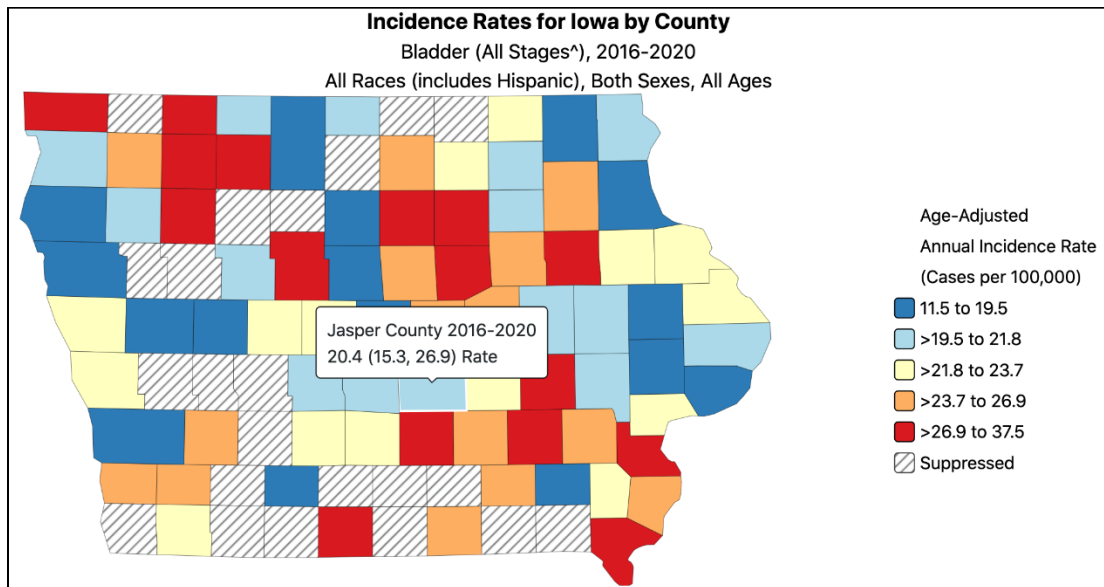 Incidence Rates for Iowa by County
Bladder (All Stages^), 2016-2020
All Races (includes Hispanic), Both Sexes, All Ages
Jasper County 2016-2020
20.4 (15.3, 26.9) Rate
Age-Adjusted
Annual Incidence Rate
(Cases per 100,000)
11.5 to 19.5
>19.5 to 21.8
>21.8 to 23.7
>23.7 to 26.9
>26.9 to 37.5
Suppressed